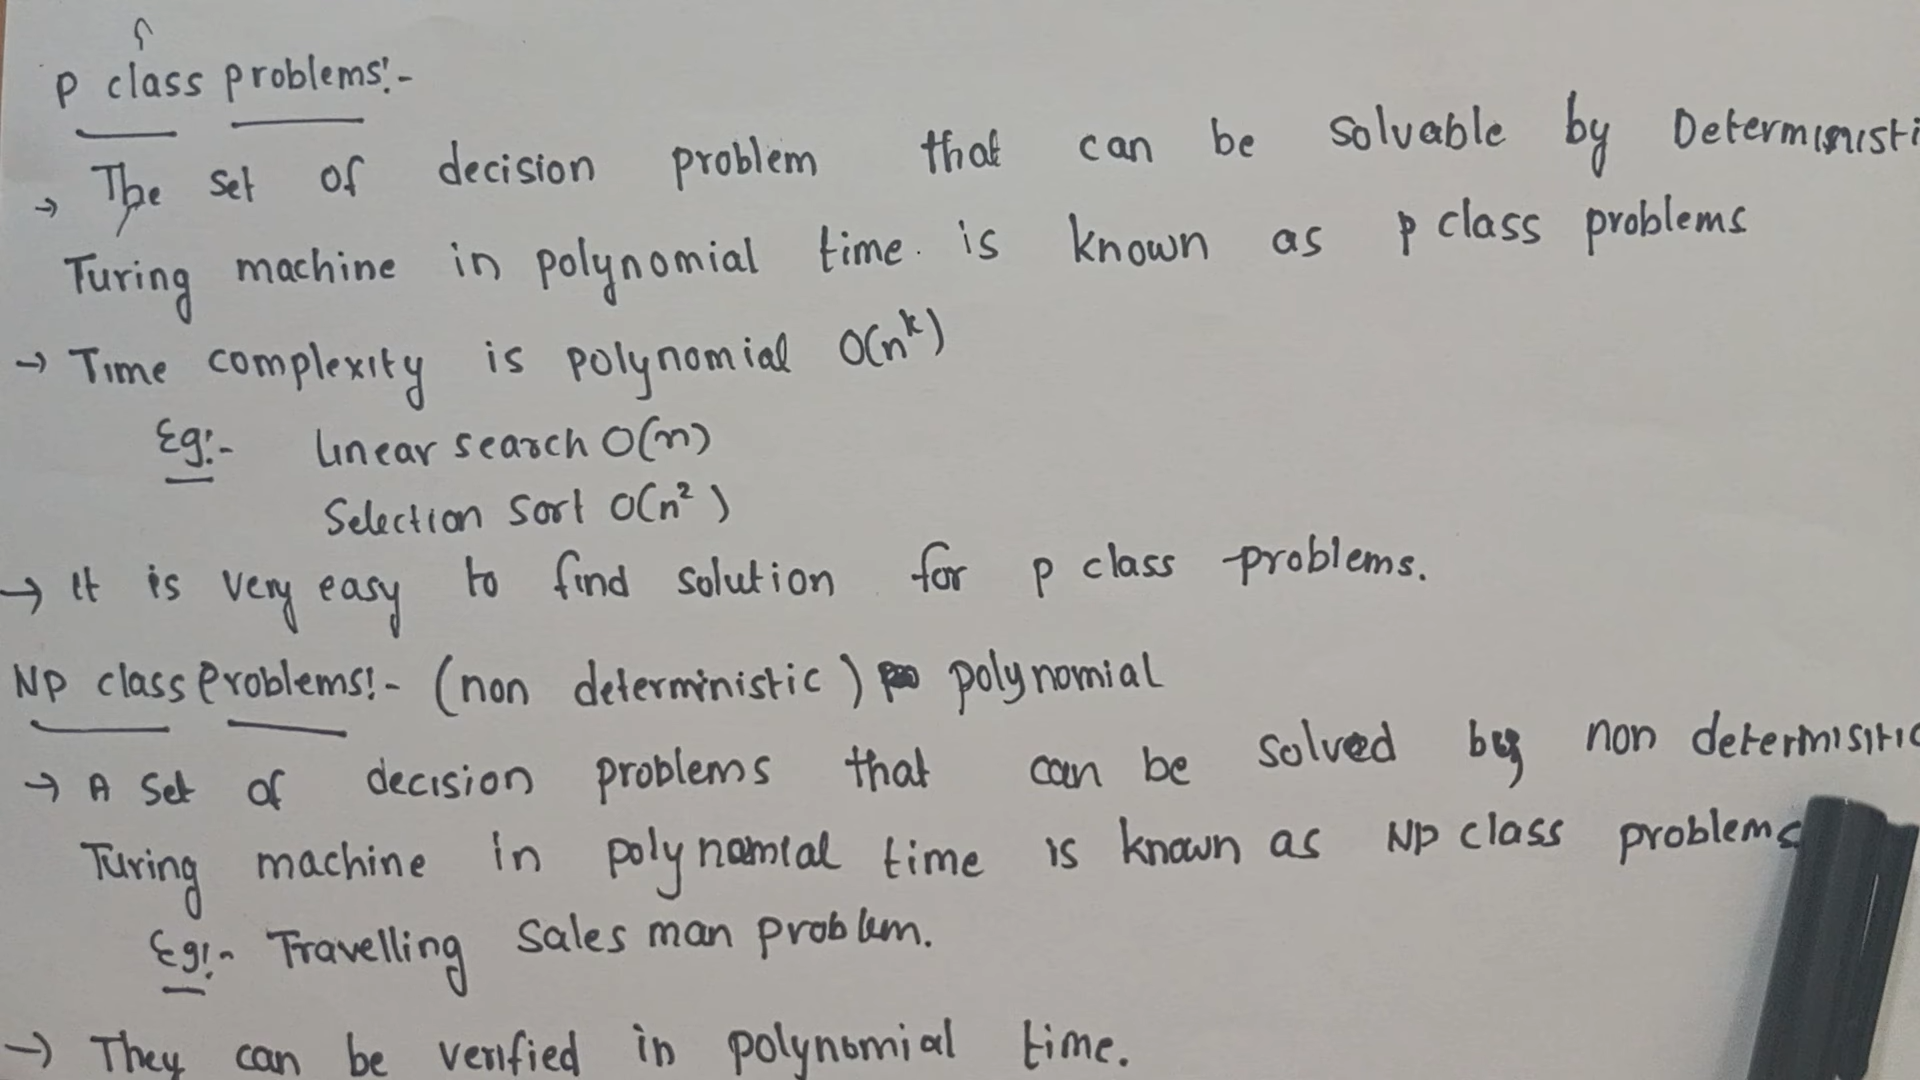 P class problems:-
→ The set of decision problem that can be solvable by Deterministi
Turing machine in polynomial time. is known as p class problems
→ Time complexity is polynomial O(n^k)
Eg:- Linear search O(n)
Selection sort O(n²)
→ It is very easy to find solution for p class problems.
NP class Problems:- (non deterministic) polynomial
→ A set of decision problems that can be solved by non determisitic
Turing machine in polynamial time is known as NP class problems
Eg:- Travelling sales man problem.
→ They can be verified in polynomial time.